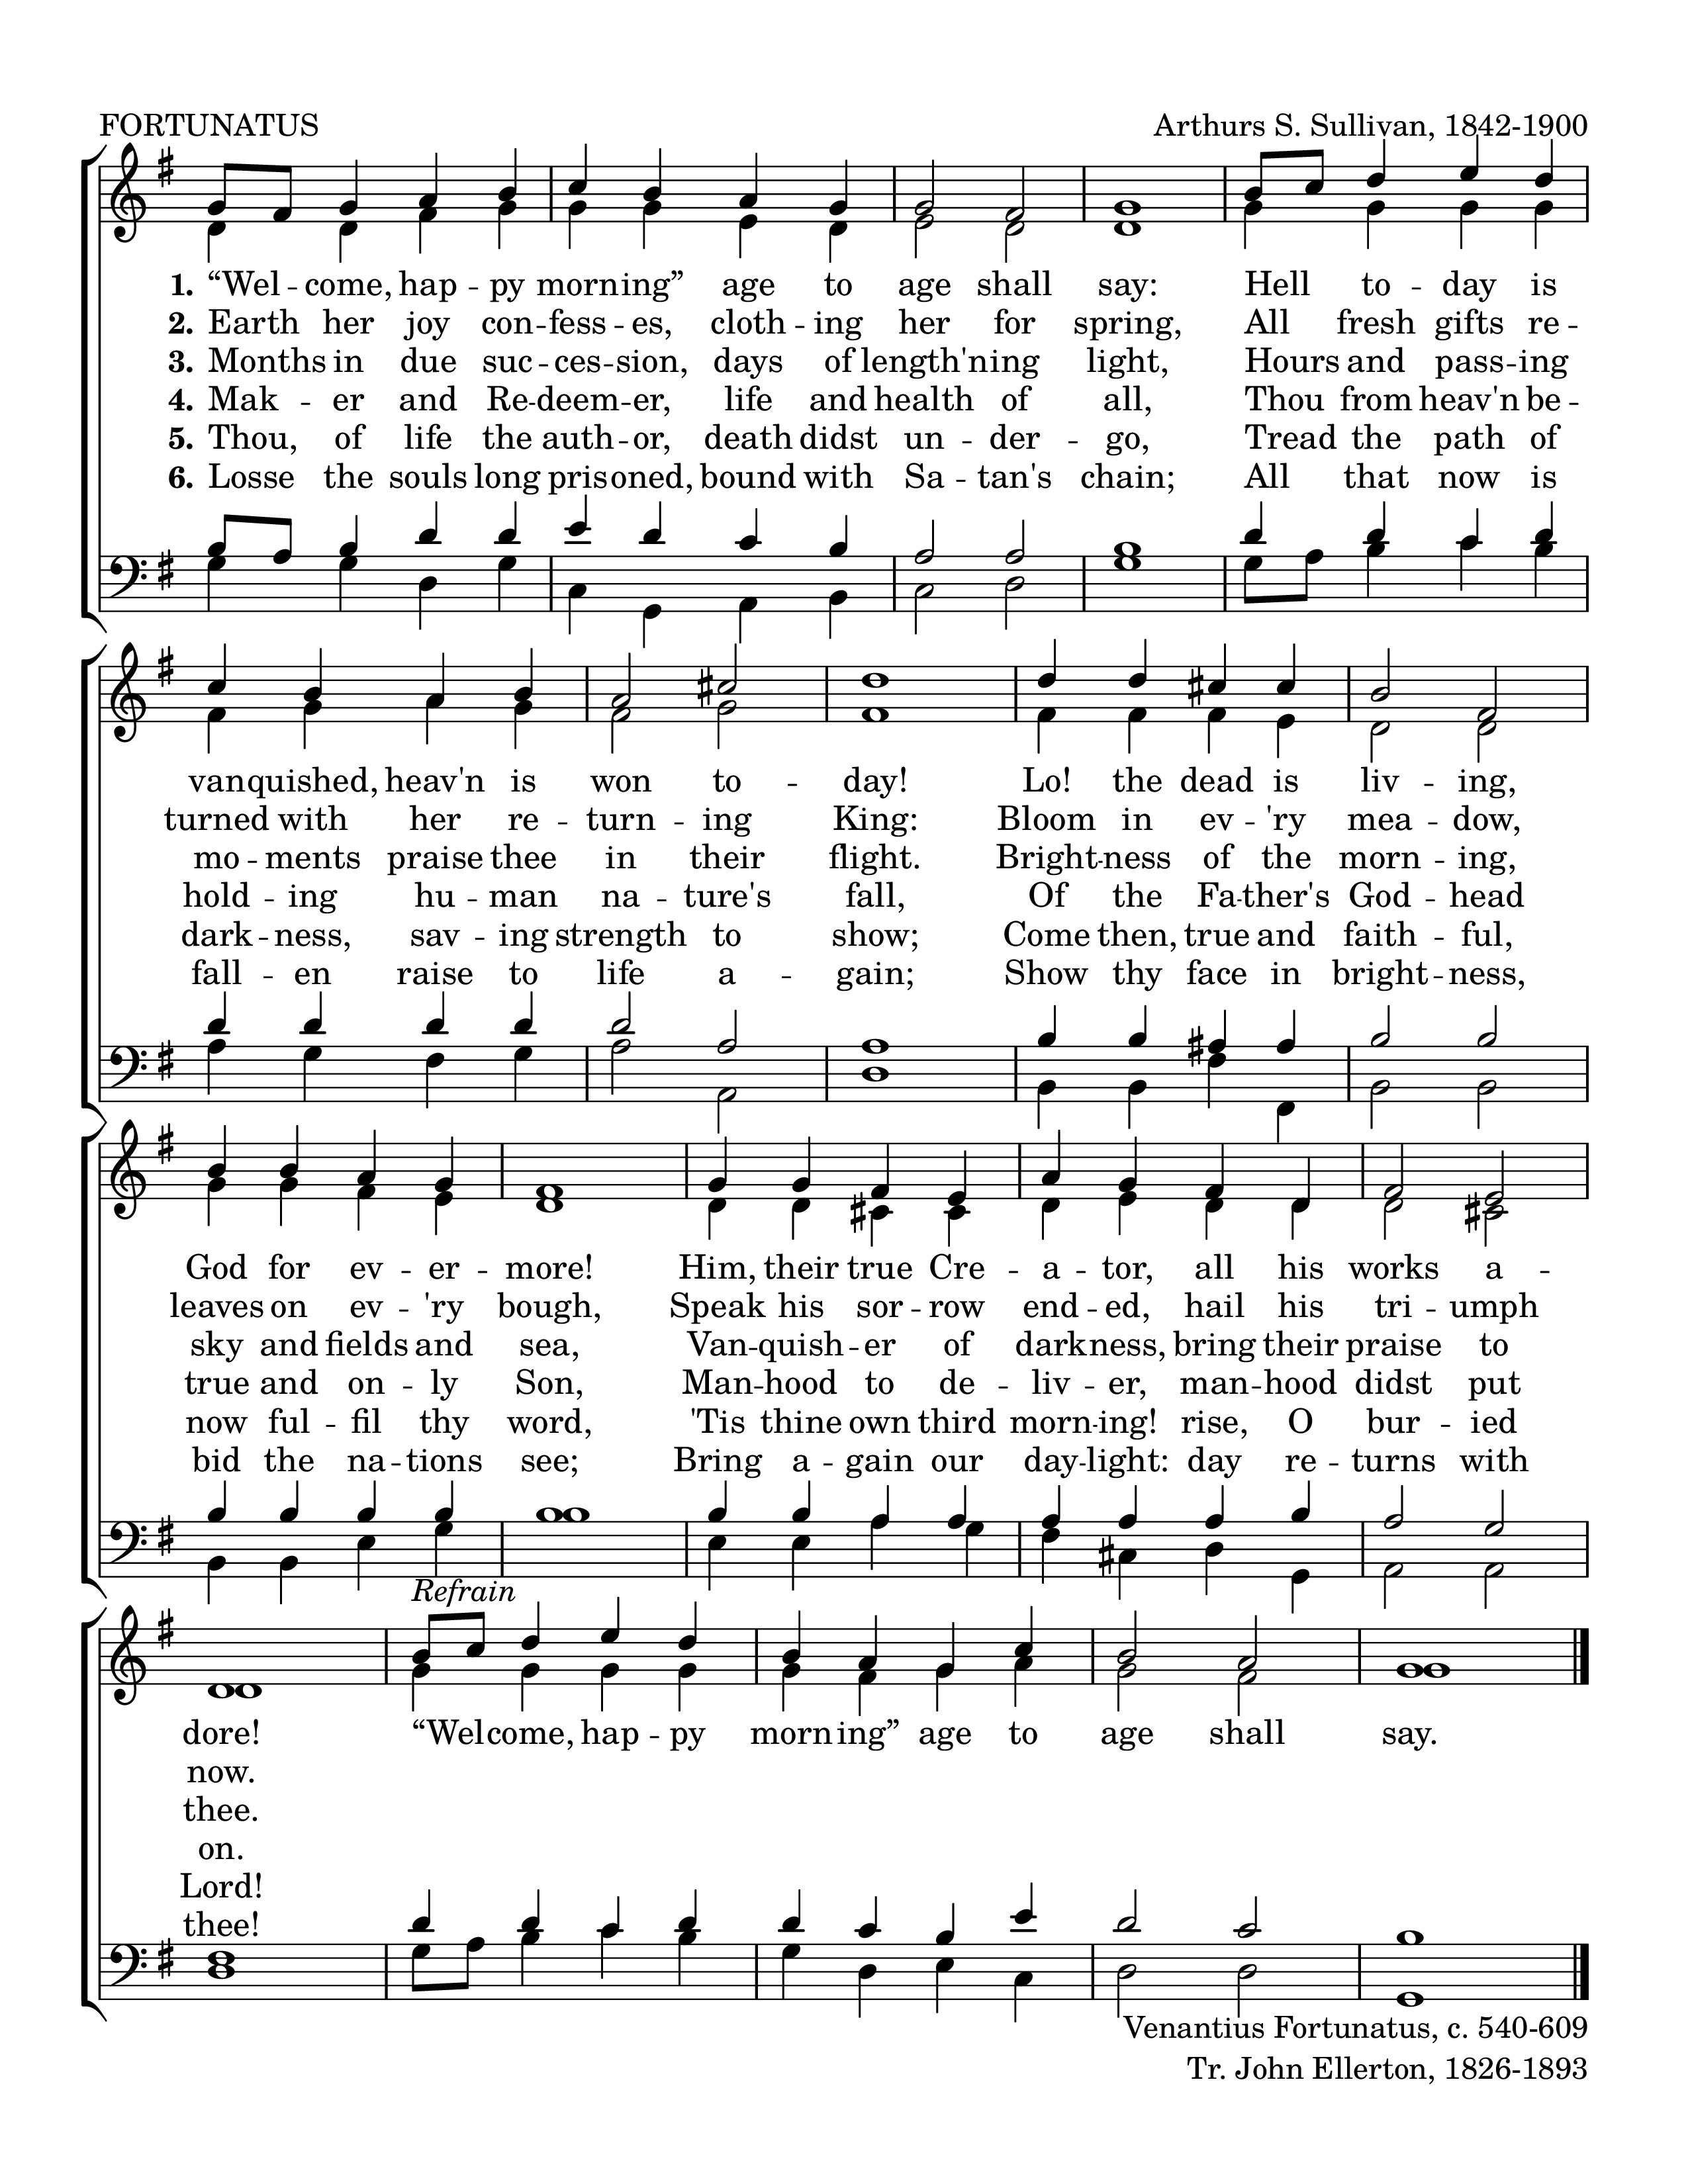 FORTUNATUS
Arthurs S. Sullivan, 1842-1900
1. “Wel -- come, hap -- py morn -- ing” age to age shall say: Hell to -- day is
2. Earth her joy con -- fess -- es, cloth -- ing her for spring, All fresh gifts re --
3. Months in due suc -- ces -- sion, days of length'n -- ing light, Hours and pass -- ing
4. Mak -- er and Re -- deem -- er, life and health of all, Thou from heav'n be --
5. Thou, of life the auth -- or, death didst un -- der -- go, Tread the path of
6. Losse the souls long pris -- oned, bound with Sa -- tan's chain; All that now is
van -- quished, heav'n is won to -- day! Lo! the dead is liv -- ing,
turned with her re -- turn -- ing King: Bloom in ev -- 'ry mea -- dow,
mo -- ments praise thee in their flight. Bright -- ness of the morn -- ing,
hold -- ing hu -- man na -- ture's fall, Of the Fa -- ther's God -- head
dark -- ness, sav -- ing strength to show; Come then, true and faith -- ful,
fall -- en raise to life a -- gain; Show thy face in bright -- ness,
God for ev -- er -- more! Him, their true Cre -- a -- tor, all his works a --
leaves on ev -- 'ry bough, Speak his sor -- row end -- ed, hail his tri -- umph
sky and fields and sea, Van -- quish -- er of dark -- ness, bring their praise to
true and on -- ly Son, Man -- hood to de -- liv -- er, man -- hood didst put
now ful -- fil thy word, 'Tis thine own third morn -- ing! rise, O bur -- ied
bid the na -- tions see; Bring a -- gain our day -- light: day re -- turns with
Refrain
dore! “Wel -- come, hap -- py morn -- ing” age to age shall say.
now.
thee.
on.
Lord!
thee!
Venantius Fortunatus, c. 540-609
Tr. John Ellerton, 1826-1893